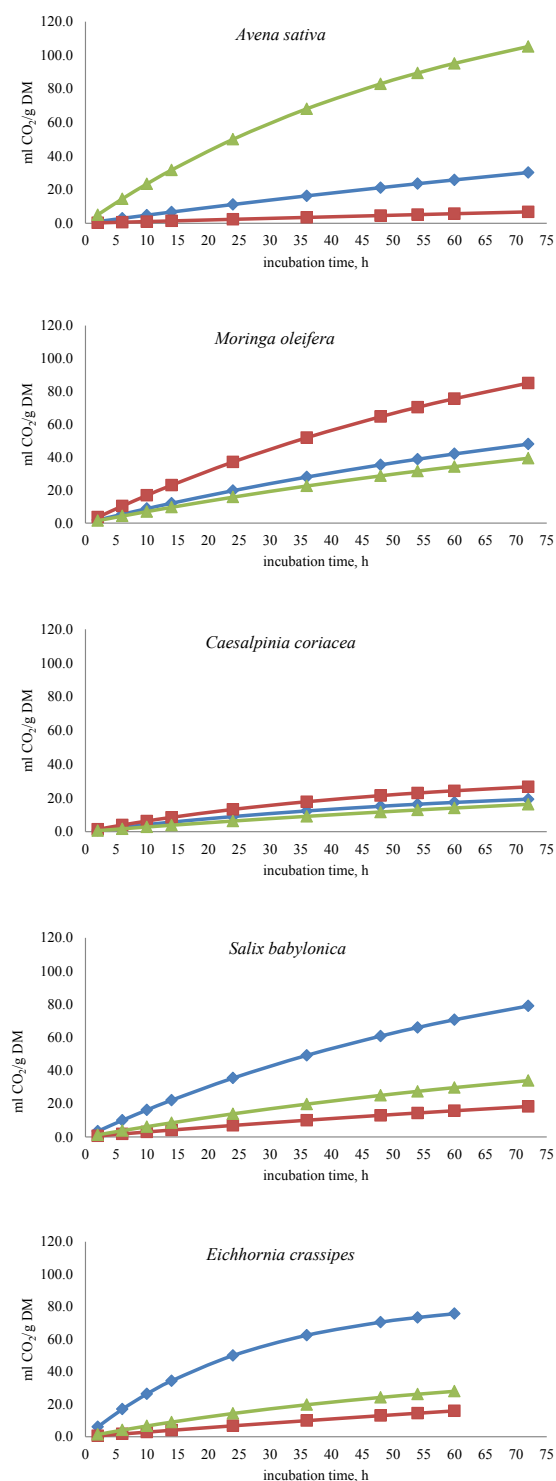 Avena sativa
120.0
100.0
80.0
60.0
40.0
20.0
0.0
ml CO₂/g DM
0 5 10 15 20 25 30 35 40 45 50 55 60 65 70 75
incubation time, h
Moringa oleifera
120.0
100.0
80.0
60.0
40.0
20.0
0.0
ml CO₂/g DM
0 5 10 15 20 25 30 35 40 45 50 55 60 65 70 75
incubation time, h
Caesalpinia coriacea
120.0
100.0
80.0
60.0
40.0
20.0
0.0
ml CO₂/g DM
0 5 10 15 20 25 30 35 40 45 50 55 60 65 70 75
incubation time, h
Salix babylonica
120.0
100.0
80.0
60.0
40.0
20.0
0.0
ml CO₂/g DM
0 5 10 15 20 25 30 35 40 45 50 55 60 65 70 75
incubation time, h
Eichhornia crassipes
120.0
100.0
80.0
60.0
40.0
20.0
0.0
ml CO₂/g DM
0 5 10 15 20 25 30 35 40 45 50 55 60 65 70 75
incubation time, h